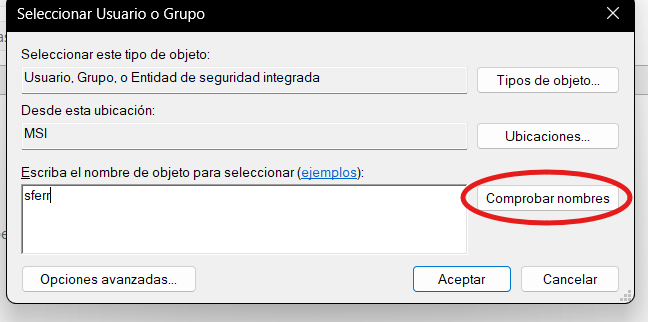 Seleccionar Usuario o Grupo
Seleccionar este tipo de objeto:
Usuario, Grupo, o Entidad de seguridad integrada
Tipos de objeto...
Desde esta ubicación:
MSI
Ubicaciones...
Escriba el nombre de objeto para seleccionar (ejemplos):
sferr
Comprobar nombres
Opciones avanzadas...
Aceptar
Cancelar